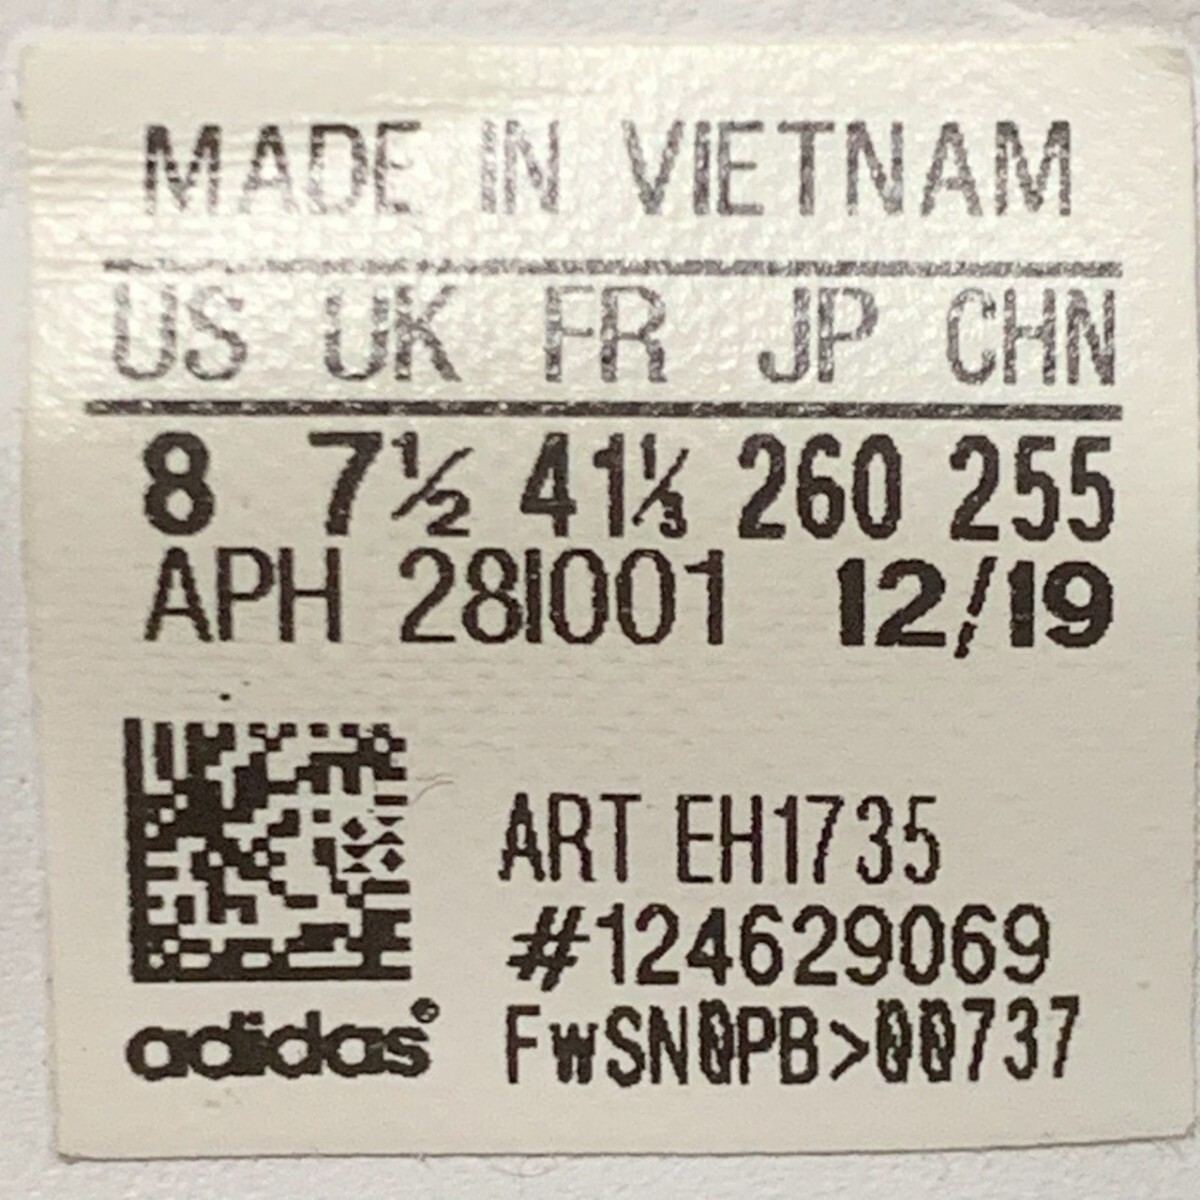 MADE IN VIETNAM
US UK FR JP CHN
8 7½ 41⅓ 260 255
APH 28I001 12/19
ART EH1735
#124629069
adidas® FwSN0PB>00737